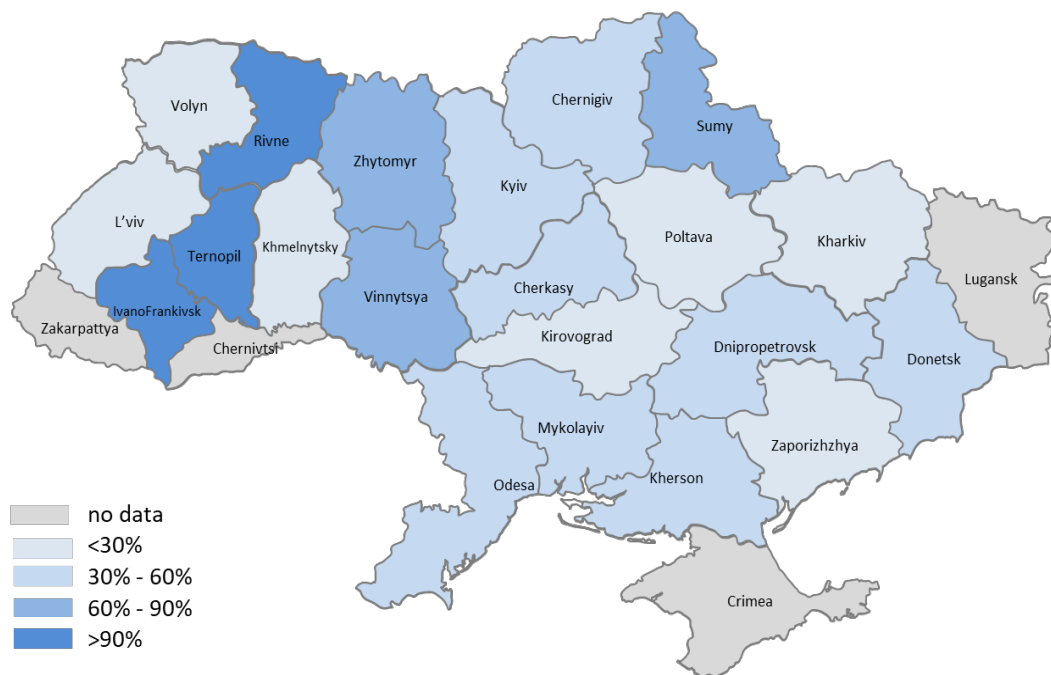 Chernigiv
Volyn
Sumy
Rivne
Zhytomyr
Kyiv
L'viv
Poltava
Kharkiv
Khmelnytsky
Ternopil
Lugansk
Cherkasy
Vinnytsya
IvanoFrankivsk
Zakarpattya
Kirovograd
Chernivtsi
Dnipropetrovsk
Donetsk
Mykolayiv
Zaporizhzhya
Kherson
Odesa
no data
<30%
30% - 60%
60% - 90%
>90%
Crimea